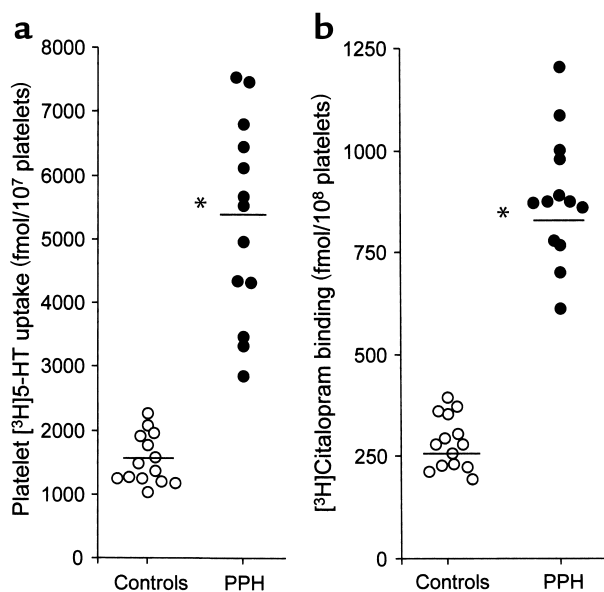 a
Platelet [³H]5-HT uptake (fmol/10⁷ platelets)
8000
7000
6000
5000
4000
3000
2000
1000
0
*
Controls PPH
b
[³H]Citalopram binding (fmol/10⁸ platelets)
1250
1000
750
500
250
0
*
Controls PPH